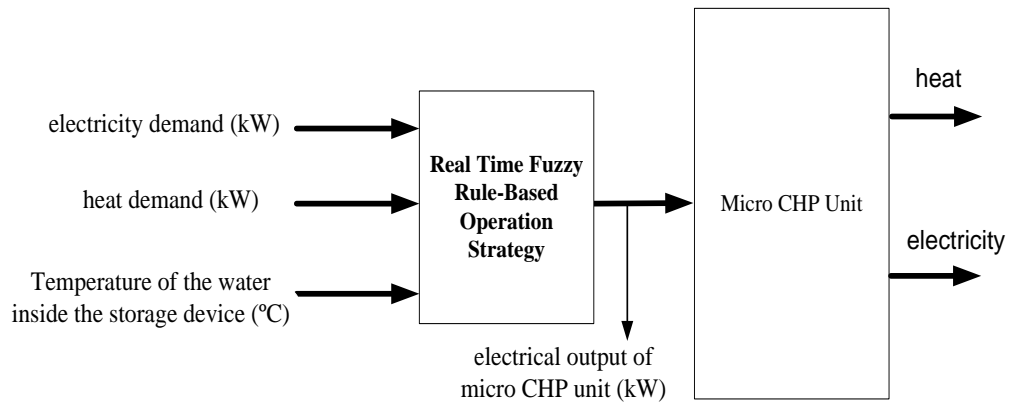 electricity demand (kW)
heat demand (kW)
Temperature of the water
inside the storage device (ºC)
Real Time Fuzzy
Rule-Based
Operation
Strategy
electrical output of
micro CHP unit (kW)
Micro CHP Unit
heat
electricity